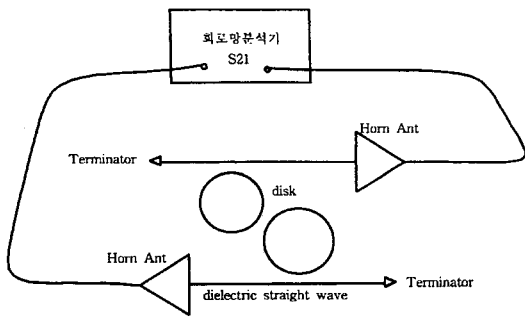 회로망분석기
S21
Horn Ant
Terminator
disk
Horn Ant
Terminator
dielectric straight wave